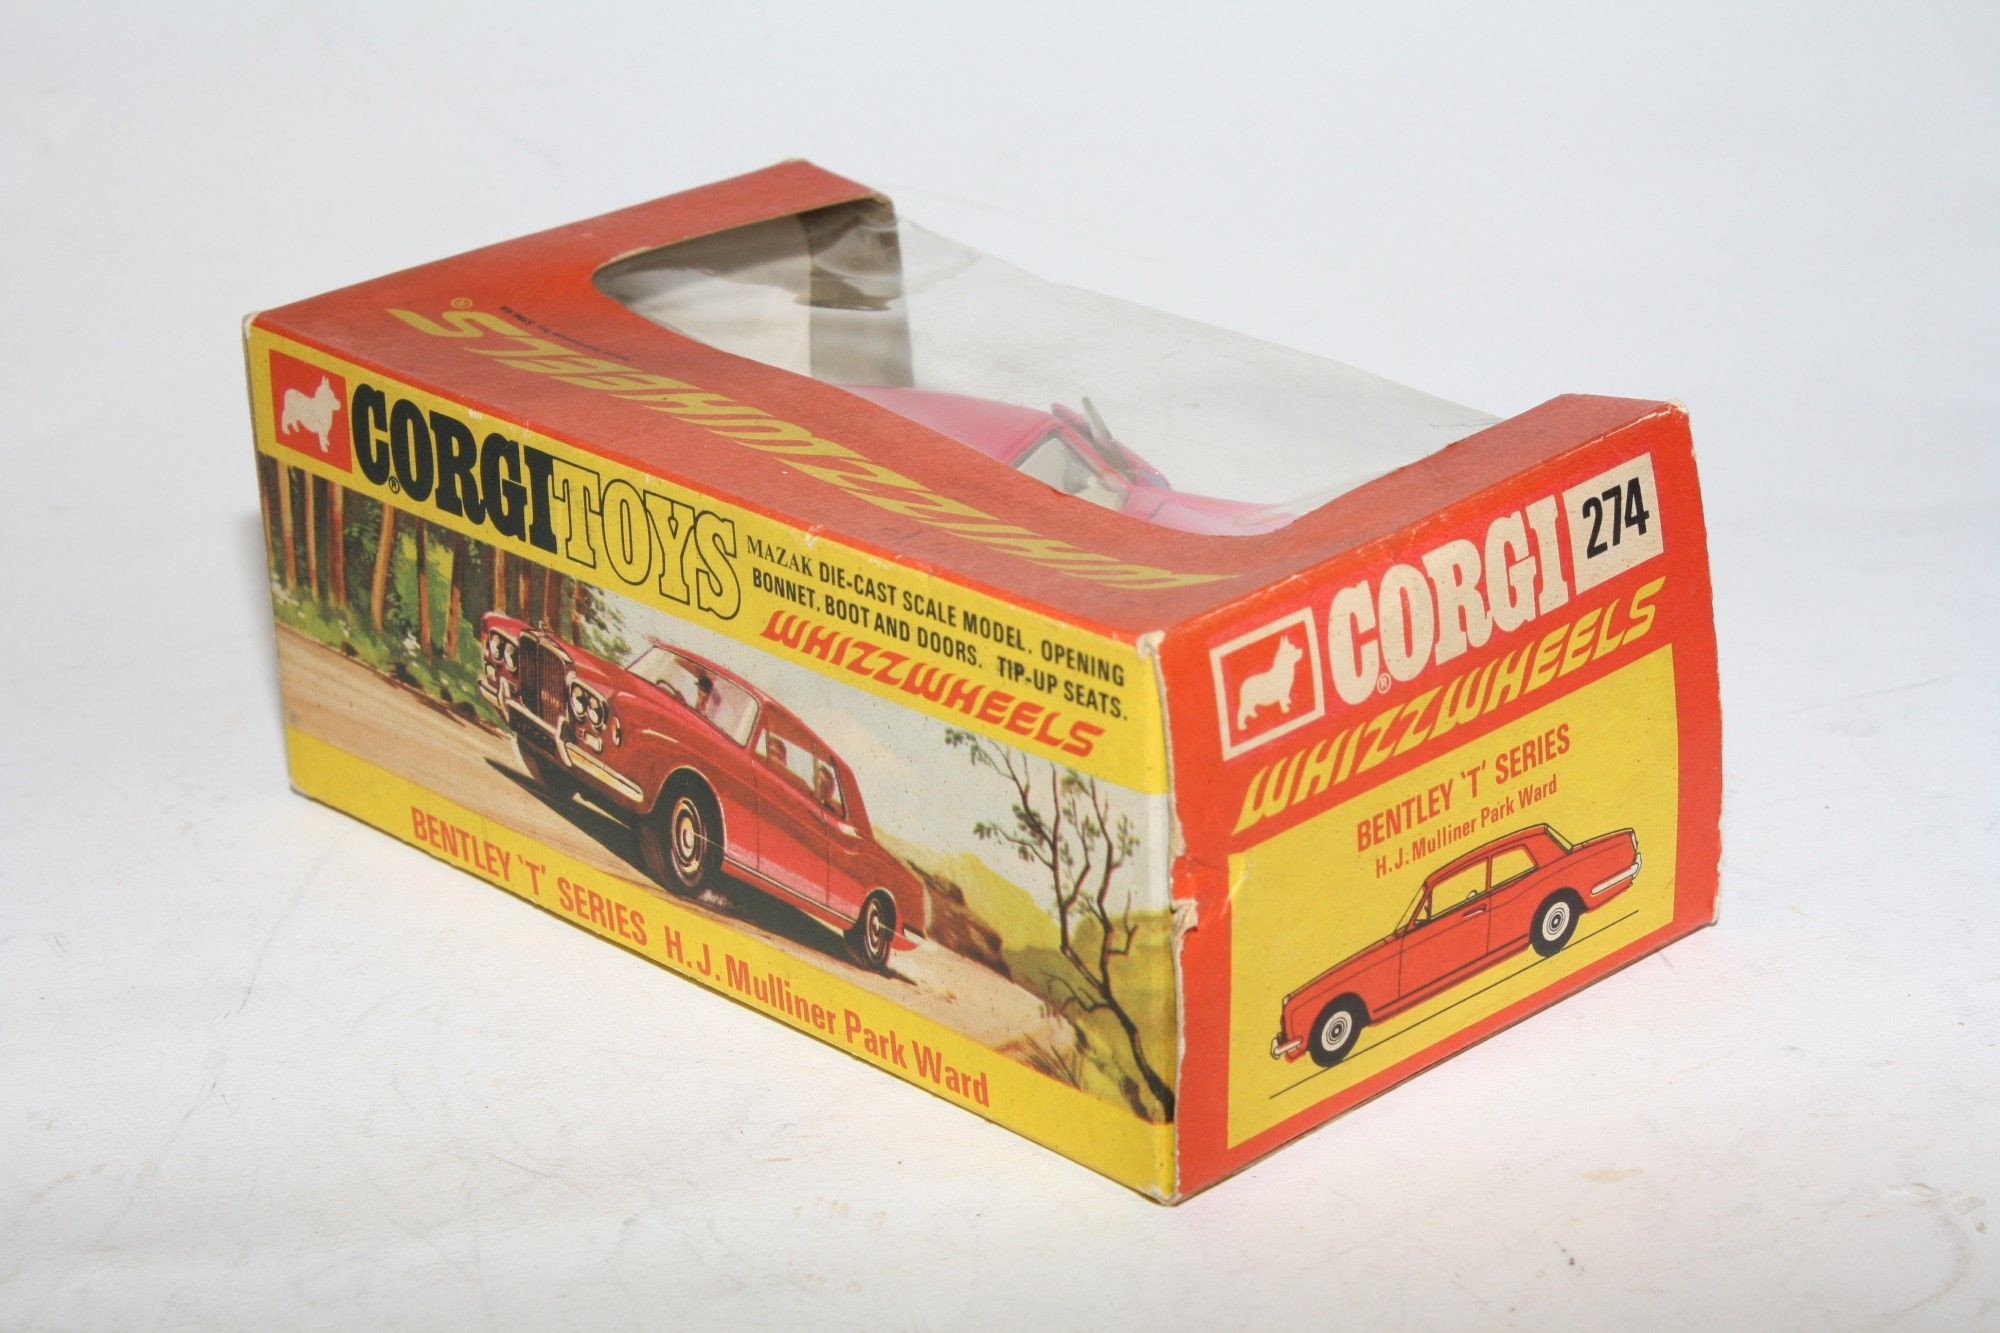 WHIZZWHEELS®
CORGI® TOYS
MAZAK DIE-CAST SCALE MODEL. OPENING
BONNET, BOOT AND DOORS. TIP-UP SEATS.
WHIZZWHEELS
BENTLEY 'T' SERIES H.J. Mulliner Park Ward
CORGI® 274
WHIZZWHEELS
BENTLEY 'T' SERIES
H.J. Mulliner Park Ward